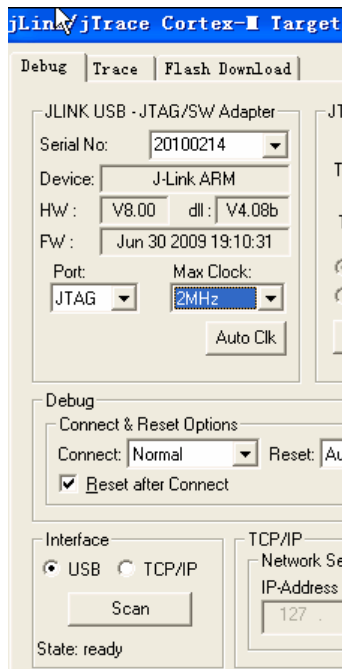 jLink/jTrace Cortex-M Target
Debug Trace Flash Download
JLINK USB - JTAG/SW Adapter
Serial No: 20100214
Device: J-Link ARM
HW : V8.00 dll : V4.08b
FW : Jun 30 2009 19:10:31
Port: Max Clock:
JTAG 2MHz
Auto Clk
Debug
Connect & Reset Options
Connect: Normal Reset:
Reset after Connect
Interface TCP/IP
USB TCP/IP Network
IP-Address
Scan 127 .
State: ready